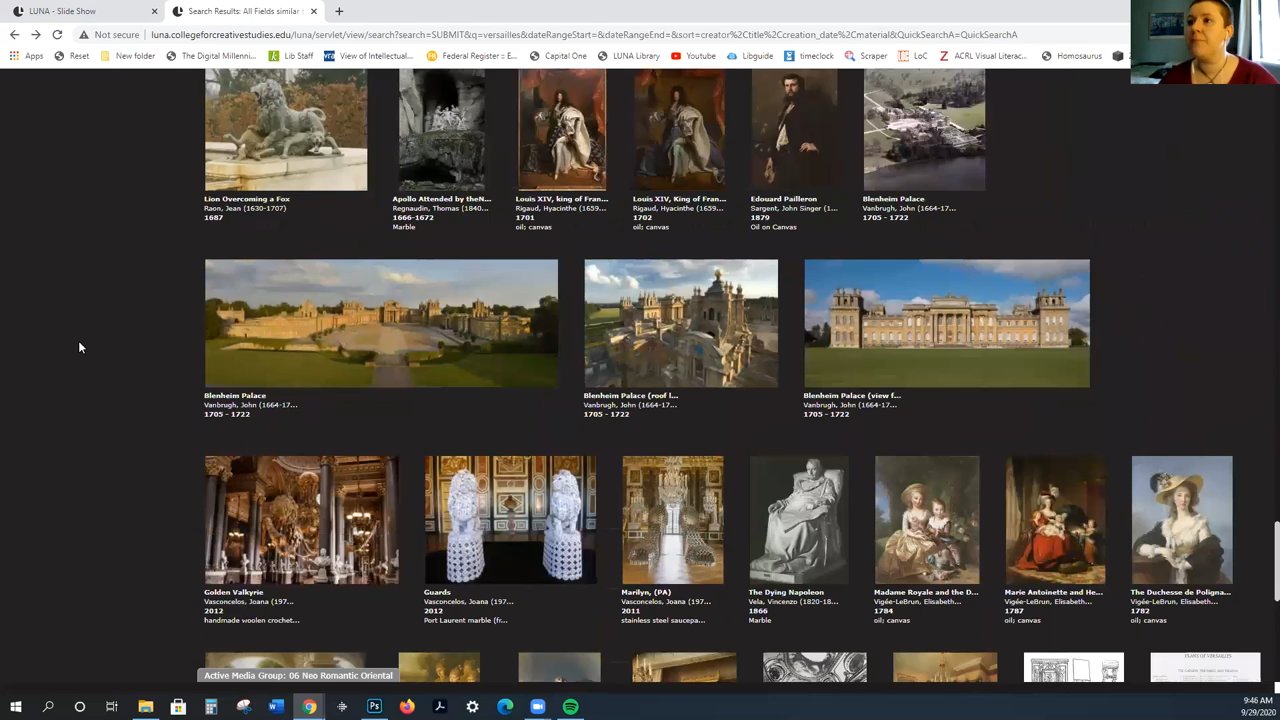 LUNA - Slide Show
Search Results: All Fields similar
Not secure
luna.collegeforcreativestudies.edu/luna/servlet/view/search?search=SUBMIT&q=versailles&dateRangeStart=&dateRangeEnd=&sort=creator%2Ctitle%2Ccreation_date%2Cmaterial&QuickSearchA=QuickSearchA
Apps Reset New folder The Digital Millenni... Lib Staff View of Intellectual... Federal Register :: E... Capital One LUNA Library Youtube Libguide timeclock Scraper LoC ACRL Visual Literac... Homosaurus
Lion Overcoming a Fox
Raon, Jean (1630-1707)
1687
Apollo Attended by theN...
Regnaudin, Thomas (1840...
1666-1672
Marble
Louis XIV, king of Fran...
Rigaud, Hyacinthe (1659...
1701
oil; canvas
Louis XIV, King of Fran...
Rigaud, Hyacinthe (1659...
1702
oil; canvas
Edouard Pailleron
Sargent, John Singer (1...
1879
Oil on Canvas
Blenheim Palace
Vanbrugh, John (1664-17...
1705 - 1722
Blenheim Palace
Vanbrugh, John (1664-17...
1705 - 1722
Blenheim Palace (roof l...
Vanbrugh, John (1664-17...
1705 - 1722
Blenheim Palace (view f...
Vanbrugh, John (1664-17...
1705 - 1722
Golden Valkyrie
Vasconcelos, Joana (197...
2012
handmade woolen crochet...
Guards
Vasconcelos, Joana (197...
2012
Port Laurent marble (fr...
Marilyn, (PA)
Vasconcelos, Joana (197...
2011
stainless steel saucepa...
The Dying Napoleon
Vela, Vincenzo (1820-18...
1866
Marble
Madame Royale and the D...
Vigée-LeBrun, Elisabeth...
1784
oil; canvas
Marie Antoinette and He...
Vigée-LeBrun, Elisabeth...
1787
oil; canvas
The Duchesse de Poligna...
Vigée-LeBrun, Elisabeth...
1782
oil; canvas
Active Media Group: 06 Neo Romantic Oriental
9:46 AM
9/29/2020